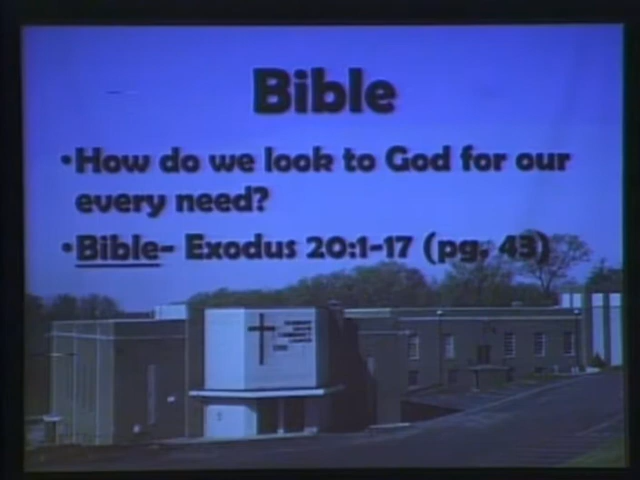 Bible
•How do we look to God for our
every need?
•Bible- Exodus 20:1-17 (pg. 43)